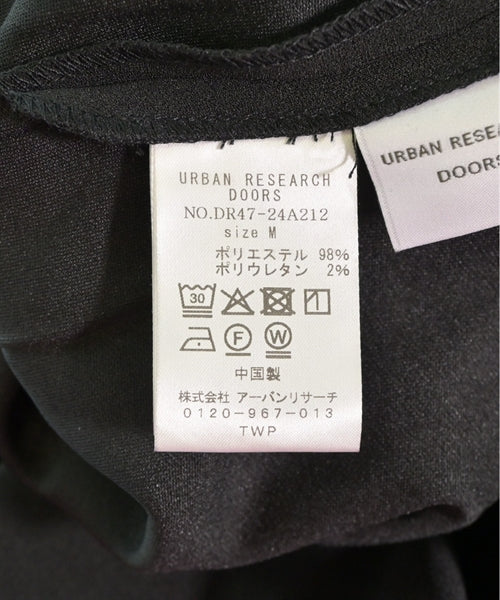 URBAN RESEARCH
DOORS
NO.DR47-24A212
size M
ポリエステル 98%
ポリウレタン 2%
30
F W
中国製
株式会社 アーバンリサーチ
0120-967-013
TWP
URBAN
DOORS